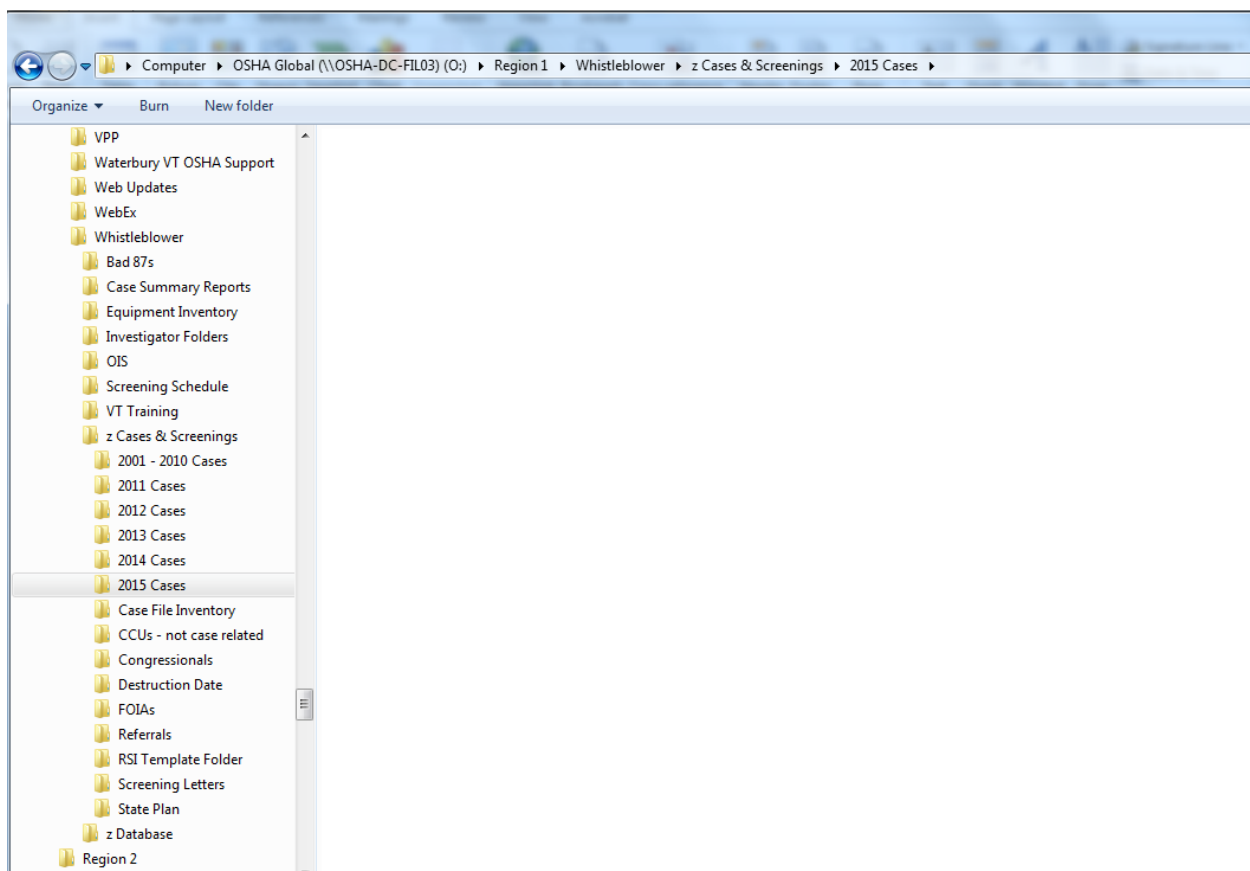 Computer ▸ OSHA Global (\\OSHA-DC-FIL03) (O:) ▸ Region 1 ▸ Whistleblower ▸ z Cases & Screenings ▸ 2015 Cases ▸
Organize Burn New folder
VPP
Waterbury VT OSHA Support
Web Updates
WebEx
Whistleblower
Bad 87s
Case Summary Reports
Equipment Inventory
Investigator Folders
OIS
Screening Schedule
VT Training
z Cases & Screenings
2001 - 2010 Cases
2011 Cases
2012 Cases
2013 Cases
2014 Cases
2015 Cases
Case File Inventory
CCUs - not case related
Congressionals
Destruction Date
FOIAs
Referrals
RSI Template Folder
Screening Letters
State Plan
z Database
Region 2